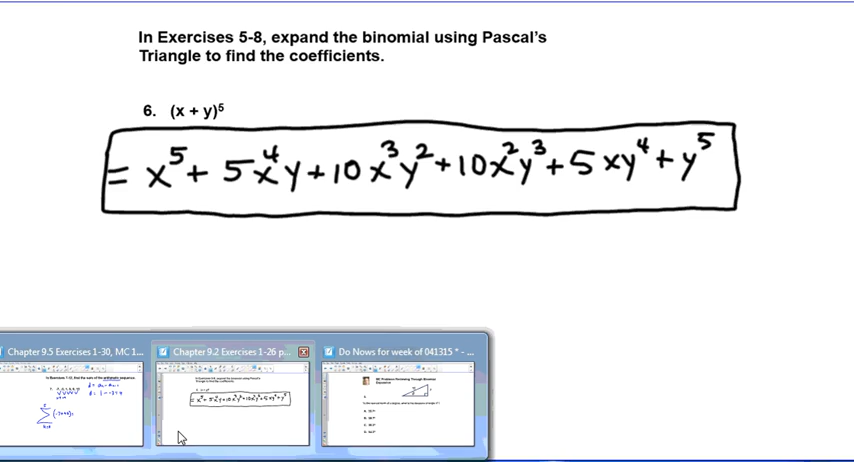 In Exercises 5-8, expand the binomial using Pascal's
Triangle to find the coefficients.
6. (x + y)⁵
= x⁵ + 5x⁴y + 10x³y² + 10x²y³ + 5xy⁴ + y⁵
Chapter 9.5 Exercises 1-30, MC 1... Chapter 9.2 Exercises 1-26 p... Do Nows for week of 041315 * - ...